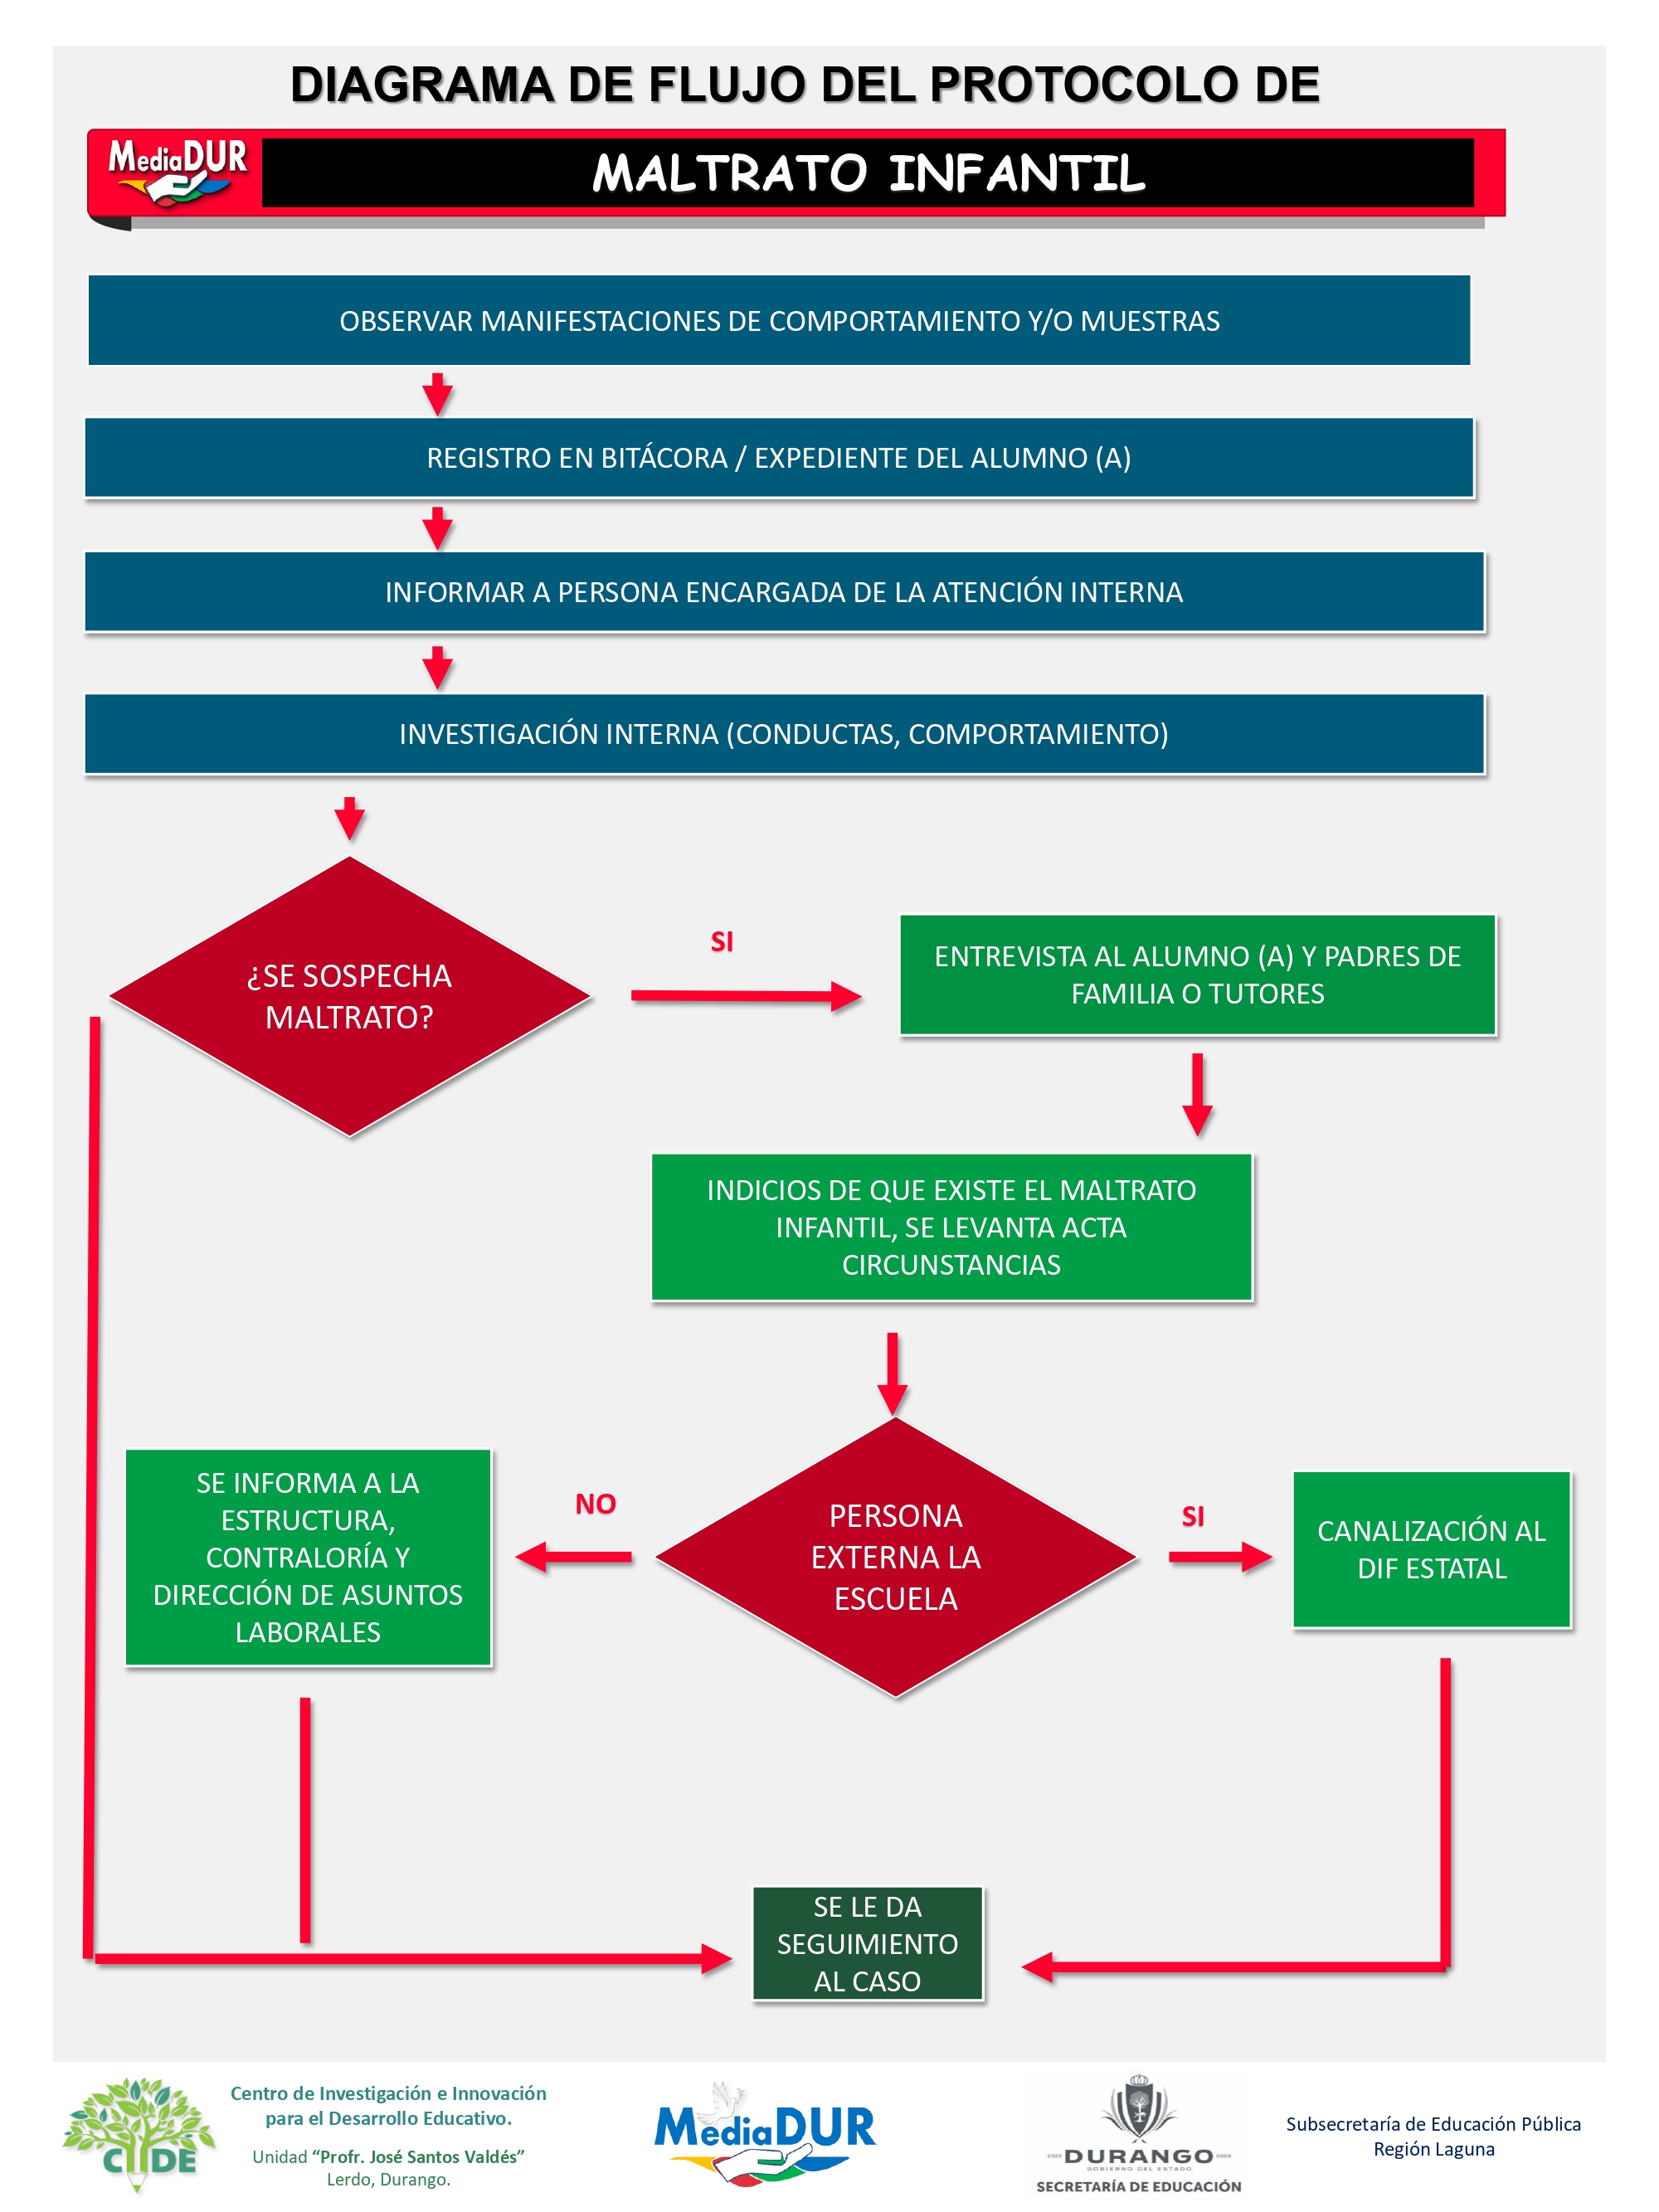 DIAGRAMA DE FLUJO DEL PROTOCOLO DE
MediaDUR
MALTRATO INFANTIL
OBSERVAR MANIFESTACIONES DE COMPORTAMIENTO Y/O MUESTRAS
REGISTRO EN BITÁCORA / EXPEDIENTE DEL ALUMNO (A)
INFORMAR A PERSONA ENCARGADA DE LA ATENCIÓN INTERNA
INVESTIGACIÓN INTERNA (CONDUCTAS, COMPORTAMIENTO)
¿SE SOSPECHA
MALTRATO?
SI
ENTREVISTA AL ALUMNO (A) Y PADRES DE
FAMILIA O TUTORES
INDICIOS DE QUE EXISTE EL MALTRATO
INFANTIL, SE LEVANTA ACTA
CIRCUNSTANCIAS
SE INFORMA A LA
ESTRUCTURA,
CONTRALORÍA Y
DIRECCIÓN DE ASUNTOS
LABORALES
NO
PERSONA
EXTERNA LA
ESCUELA
SI
CANALIZACIÓN AL
DIF ESTATAL
SE LE DA
SEGUIMIENTO
AL CASO
CIIDE
Centro de Investigación e Innovación
para el Desarrollo Educativo.
Unidad “Profr. José Santos Valdés”
Lerdo, Durango.
MediaDUR
DURANGO
GOBIERNO DEL ESTADO
SECRETARÍA DE EDUCACIÓN
Subsecretaría de Educación Pública
Región Laguna